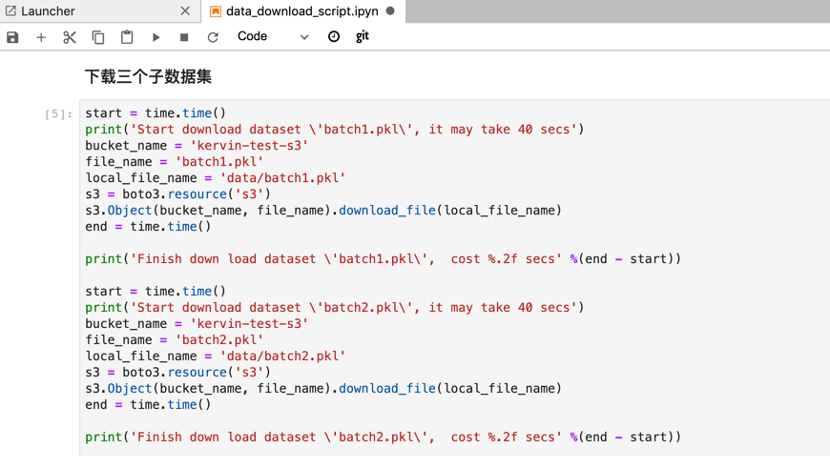 Launcher
data_download_script.ipyn
Code
git
下载三个子数据集
[5]:
start = time.time()
print('Start download dataset \'batch1.pkl\', it may take 40 secs')
bucket_name = 'kervin-test-s3'
file_name = 'batch1.pkl'
local_file_name = 'data/batch1.pkl'
s3 = boto3.resource('s3')
s3.Object(bucket_name, file_name).download_file(local_file_name)
end = time.time()
print('Finish down load dataset \'batch1.pkl\',  cost %.2f secs' %(end - start))
start = time.time()
print('Start download dataset \'batch2.pkl\', it may take 40 secs')
bucket_name = 'kervin-test-s3'
file_name = 'batch2.pkl'
local_file_name = 'data/batch2.pkl'
s3 = boto3.resource('s3')
s3.Object(bucket_name, file_name).download_file(local_file_name)
end = time.time()
print('Finish down load dataset \'batch2.pkl\',  cost %.2f secs' %(end - start))